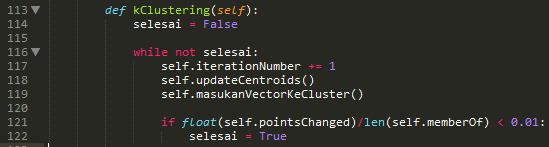 113 def kClustering(self):
114 selesai = False
115
116 while not selesai:
117 self.iterationNumber += 1
118 self.updateCentroids()
119 self.masukanVectorKeCluster()
120
121 if float(self.pointsChanged)/len(self.memberOf) < 0.01:
122 selesai = True